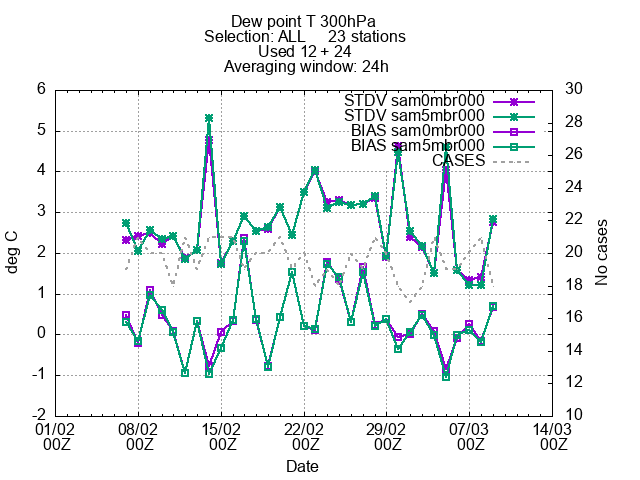 Dew point T 300hPa
Selection: ALL 23 stations
Used 12 + 24
Averaging window: 24h
STDV sam0mbr000
STDV sam5mbr000
BIAS sam0mbr000
BIAS sam5mbr000
CASES
6
5
4
3
2
1
0
-1
-2
deg C
30
28
26
24
22
20
18
16
14
12
10
No cases
01/02 08/02 15/02 22/02 29/02 07/03 14/03
00Z 00Z 00Z 00Z 00Z 00Z 00Z
Date